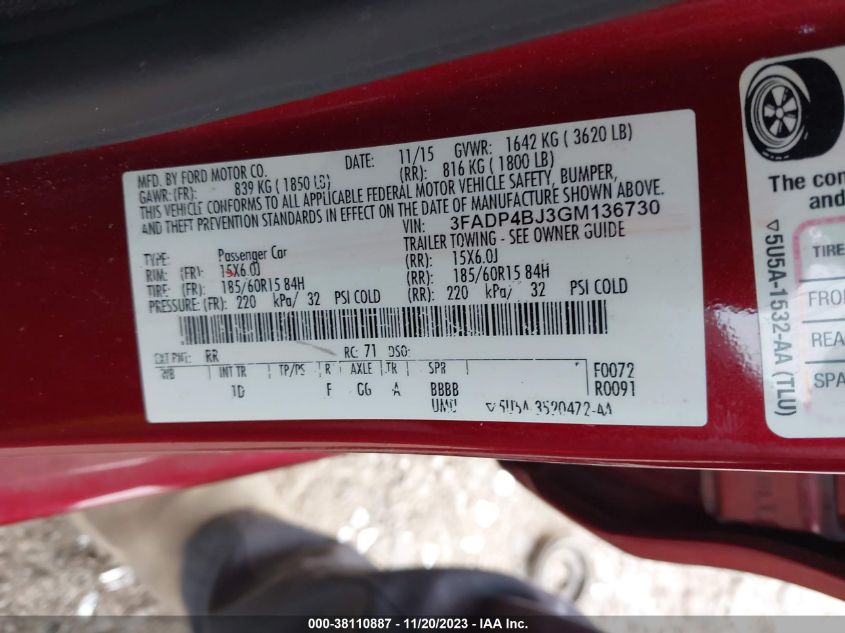 MFD. BY FORD MOTOR CO. DATE: 11/15 GVWR: 1642 KG ( 3620 LB)
GAWR: (FR): 839 KG ( 1850 LB) (RR): 816 KG ( 1800 LB)
THIS VEHICLE CONFORMS TO ALL APPLICABLE FEDERAL MOTOR VEHICLE SAFETY, BUMPER,
AND THEFT PREVENTION STANDARDS IN EFFECT ON THE DATE OF MANUFACTURE SHOWN ABOVE.
VIN: 3FADP4BJ3GM136730
TYPE: Passenger Car TRAILER TOWING - SEE OWNER GUIDE
RIM: (FR): 15X6.0J (RR): 15X6.0J
TIRE: (FR): 185/60R15 84H (RR): 185/60R15 84H
PRESSURE: (FR): 220 kPa/ 32 PSI COLD (RR): 220 kPa/ 32 PSI COLD
EXT PNT: RR RC: 71 DSO:
INT TR TP/PS R AXLE TR SPR F0072
1D F GG A BBBB R0091
▽5U5A-3520472-AA
The con
and
TIRE
FRO
REA
SPA
▽5U5A-1532-AA (TLU)
000-38110887 - 11/20/2023 - IAA Inc.